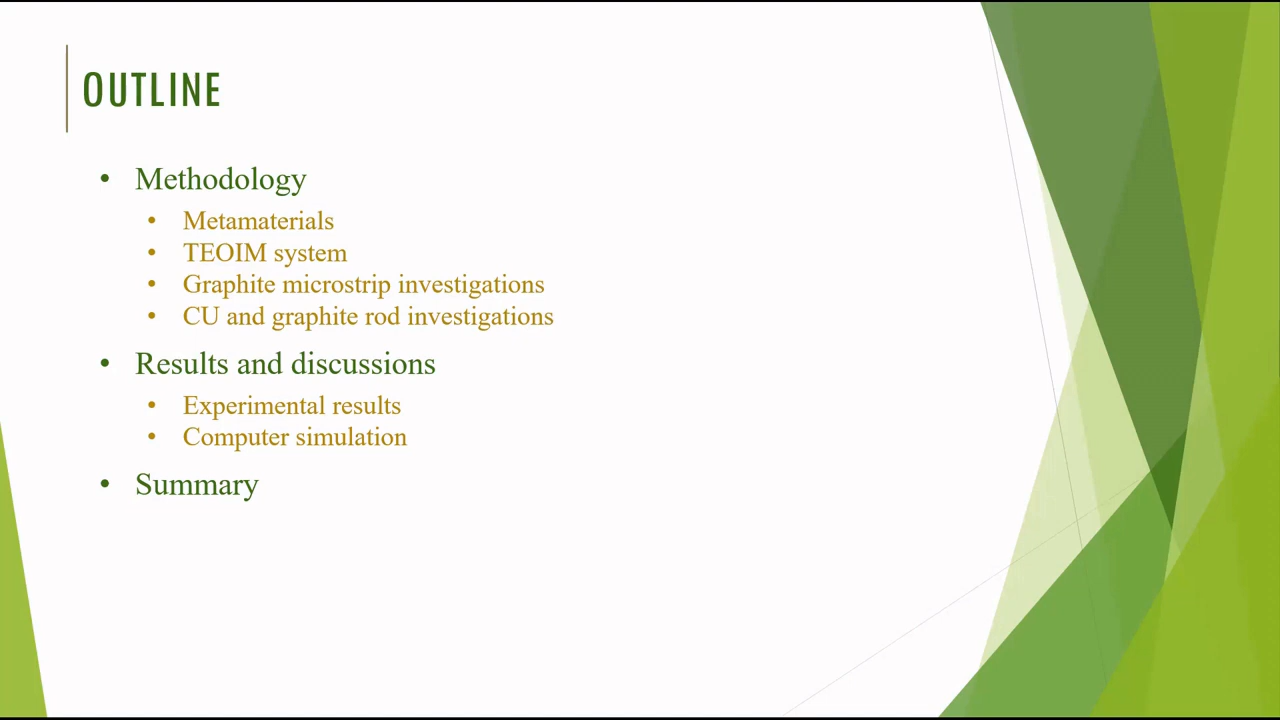 OUTLINE
• Methodology
• Metamaterials
• TEOIM system
• Graphite microstrip investigations
• CU and graphite rod investigations
• Results and discussions
• Experimental results
• Computer simulation
• Summary